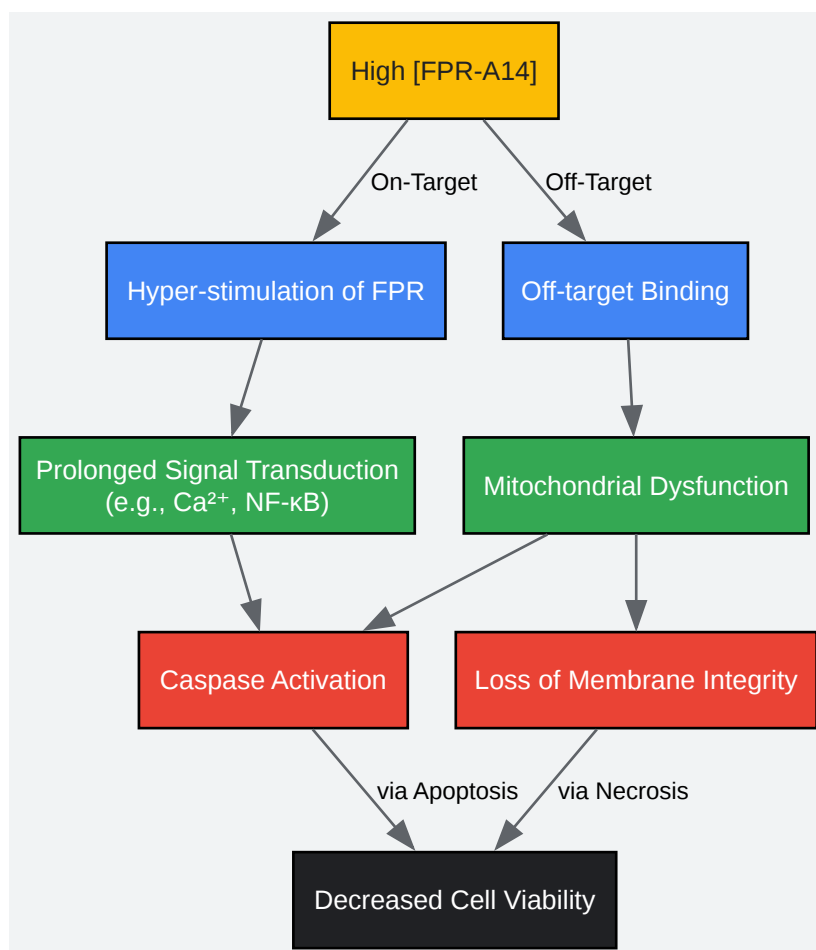 High [FPR-A14]
On-Target
Off-Target
Hyper-stimulation of FPR
Off-target Binding
Prolonged Signal Transduction
(e.g., Ca²⁺, NF-κB)
Mitochondrial Dysfunction
Caspase Activation
Loss of Membrane Integrity
via Apoptosis
via Necrosis
Decreased Cell Viability